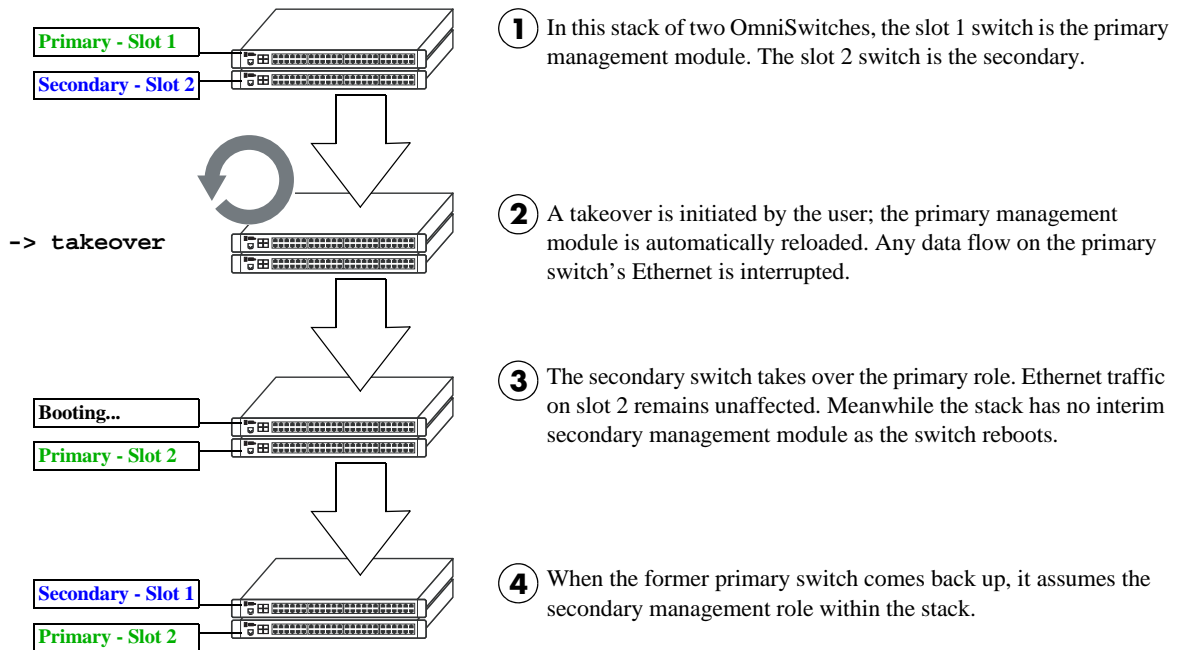 Primary - Slot 1
Secondary - Slot 2
1 In this stack of two OmniSwitches, the slot 1 switch is the primary
management module. The slot 2 switch is the secondary.
-> takeover
2 A takeover is initiated by the user; the primary management
module is automatically reloaded. Any data flow on the primary
switch’s Ethernet is interrupted.
Booting...
Primary - Slot 2
3 The secondary switch takes over the primary role. Ethernet traffic
on slot 2 remains unaffected. Meanwhile the stack has no interim
secondary management module as the switch reboots.
Secondary - Slot 1
Primary - Slot 2
4 When the former primary switch comes back up, it assumes the
secondary management role within the stack.